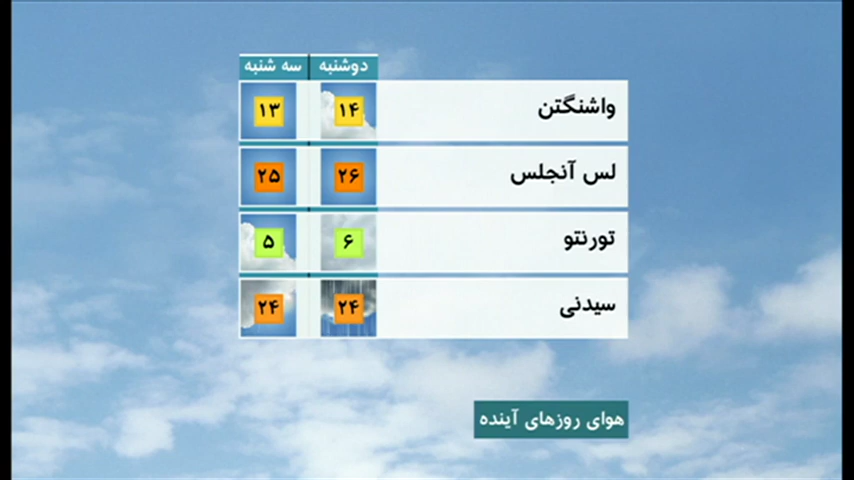 دوشنبه سه شنبه
واشنگتن ۱۴ ۱۳
لس آنجلس ۲۶ ۲۵
تورنتو ۶ ۵
سیدنی ۲۴ ۲۴
هوای روزهای آینده